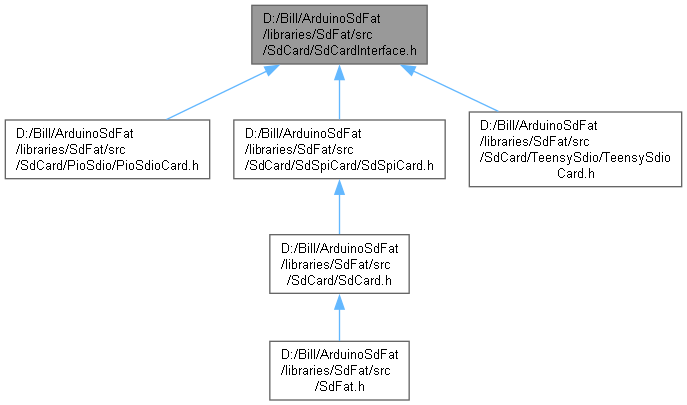 D:/Bill/ArduinoSdFat
/libraries/SdFat/src
/SdCard/SdCardInterface.h
D:/Bill/ArduinoSdFat
/libraries/SdFat/src
/SdCard/PioSdio/PioSdioCard.h
D:/Bill/ArduinoSdFat
/libraries/SdFat/src
/SdCard/SdSpiCard/SdSpiCard.h
D:/Bill/ArduinoSdFat
/libraries/SdFat/src
/SdCard/TeensySdio/TeensySdio
Card.h
D:/Bill/ArduinoSdFat
/libraries/SdFat/src
/SdCard/SdCard.h
D:/Bill/ArduinoSdFat
/libraries/SdFat/src
/SdFat.h